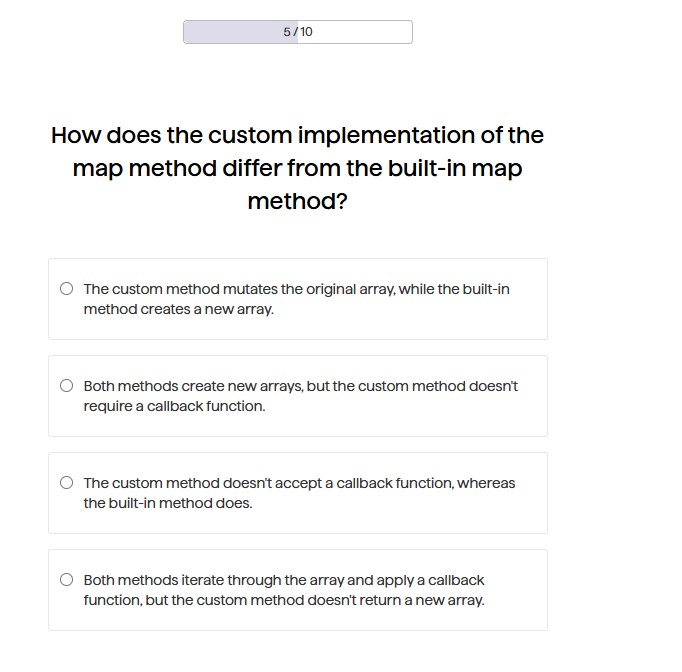 5/10
How does the custom implementation of the
map method differ from the built-in map
method?
The custom method mutates the original array, while the built-in
method creates a new array.
Both methods create new arrays, but the custom method doesn't
require a callback function.
The custom method doesn't accept a callback function, whereas
the built-in method does.
Both methods iterate through the array and apply a callback
function, but the custom method doesn't return a new array.